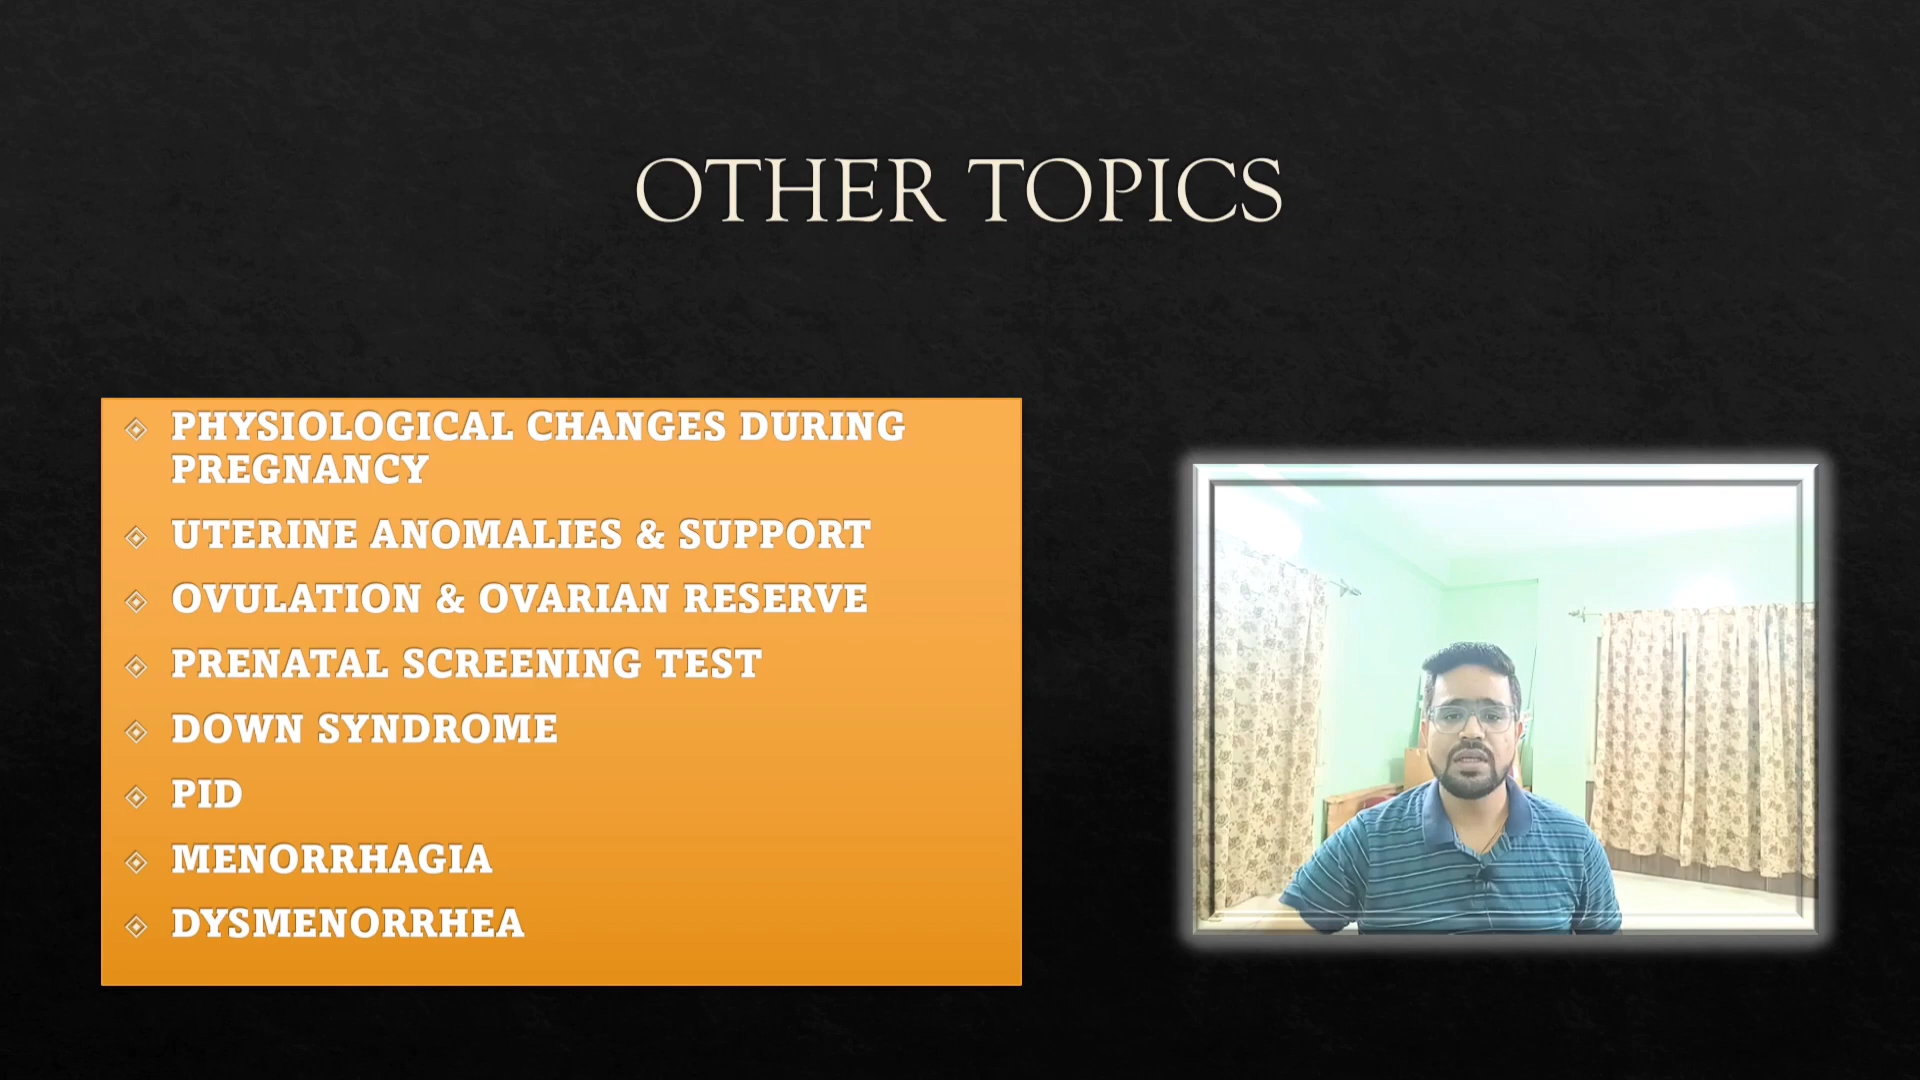 OTHER TOPICS
PHYSIOLOGICAL CHANGES DURING
PREGNANCY
UTERINE ANOMALIES & SUPPORT
OVULATION & OVARIAN RESERVE
PRENATAL SCREENING TEST
DOWN SYNDROME
PID
MENORRHAGIA
DYSMENORRHEA